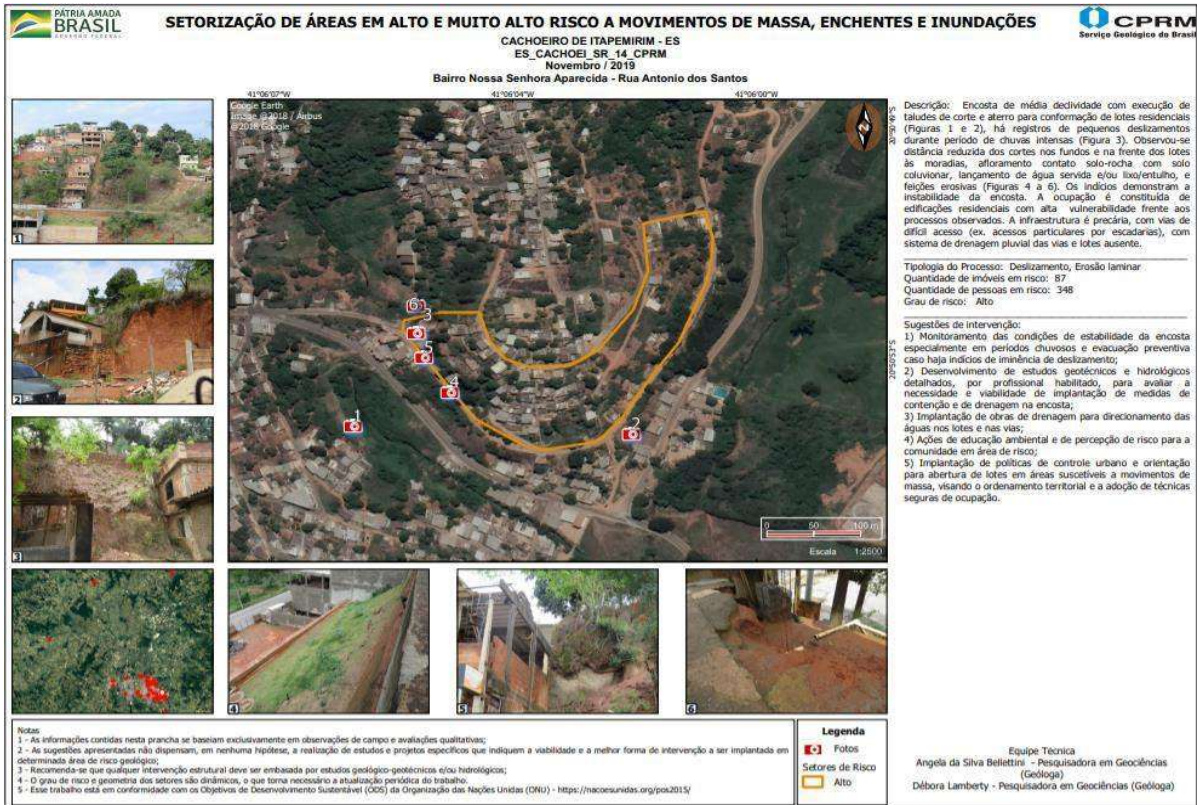 PÁTRIA AMADA
BRASIL
GOVERNO FEDERAL
SETORIZAÇÃO DE ÁREAS EM ALTO E MUITO ALTO RISCO A MOVIMENTOS DE MASSA, ENCHENTES E INUNDAÇÕES
CPRM
Serviço Geológico do Brasil
CACHOEIRO DE ITAPEMIRIM - ES
ES_CACHOEI_SR_14_CPRM
Novembro / 2019
Bairro Nossa Senhora Aparecida - Rua Antonio dos Santos
41°06'07"W
41°06'04"W
41°06'00"W
Google Earth
Image @2018 / Airbus
@2018 Google
20°50'49"S
20°50'53"S
1
2
3
4
5
6
6
3
5
4
1
2
0 50 100 m
Escala 1:2500
Descrição: Encosta de média declividade com execução de
taludes de corte e aterro para conformação de lotes residenciais
(Figuras 1 e 2), há registros de pequenos deslizamentos
durante período de chuvas intensas (Figura 3). Observou-se
distância reduzida dos cortes nos fundos e na frente dos lotes
às moradias, afloramento contato solo-rocha com solo
coluvionar, lançamento de água servida e/ou lixo/entulho, e
feições erosivas (Figuras 4 a 6). Os indícios demonstram a
instabilidade da encosta. A ocupação é constituída de
edificações residenciais com alta vulnerabilidade frente aos
processos observados. A infraestrutura é precária, com vias de
difícil acesso (ex. acessos particulares por escadarias), com
sistema de drenagem pluvial das vias e lotes ausente.
Tipologia do Processo: Deslizamento, Erosão laminar
Quantidade de imóveis em risco: 87
Quantidade de pessoas em risco: 348
Grau de risco: Alto
Sugestões de intervenção:
1) Monitoramento das condições de estabilidade da encosta
especialmente em períodos chuvosos e evacuação preventiva
caso haja indícios de iminência de deslizamento;
2) Desenvolvimento de estudos geotécnicos e hidrológicos
detalhados, por profissional habilitado, para avaliar a
necessidade e viabilidade de implantação de medidas de
contenção e de drenagem na encosta;
3) Implantação de obras de drenagem para direcionamento das
águas nos lotes e nas vias;
4) Ações de educação ambiental e de percepção de risco para a
comunidade em área de risco;
5) Implantação de políticas de controle urbano e orientação
para abertura de lotes em áreas suscetíveis a movimentos de
massa, visando o ordenamento territorial e a adoção de técnicas
seguras de ocupação.
Notas
1 - As informações contidas nesta prancha se baseiam exclusivamente em observações de campo e avaliações qualitativas;
2 - As sugestões apresentadas não dispensam, em nenhuma hipótese, a realização de estudos e projetos específicos que indiquem a viabilidade e a melhor forma de intervenção a ser implantada em
determinada área de risco geológico;
3 - Recomenda-se que qualquer intervenção estrutural deve ser embasada por estudos geológico-geotécnicos e/ou hidrológicos;
4 - O grau de risco e geometria dos setores são dinâmicos, o que torna necessário a atualização periódica do trabalho.
5 - Esse trabalho está em conformidade com os Objetivos de Desenvolvimento Sustentável (ODS) da Organização das Nações Unidas (ONU) - https://nacoesunidas.org/pos2015/
Legenda
Fotos
Setores de Risco
Alto
Equipe Técnica
Angela da Silva Bellettini - Pesquisadora em Geociências
(Geóloga)
Débora Lamberty - Pesquisadora em Geociências (Geóloga)